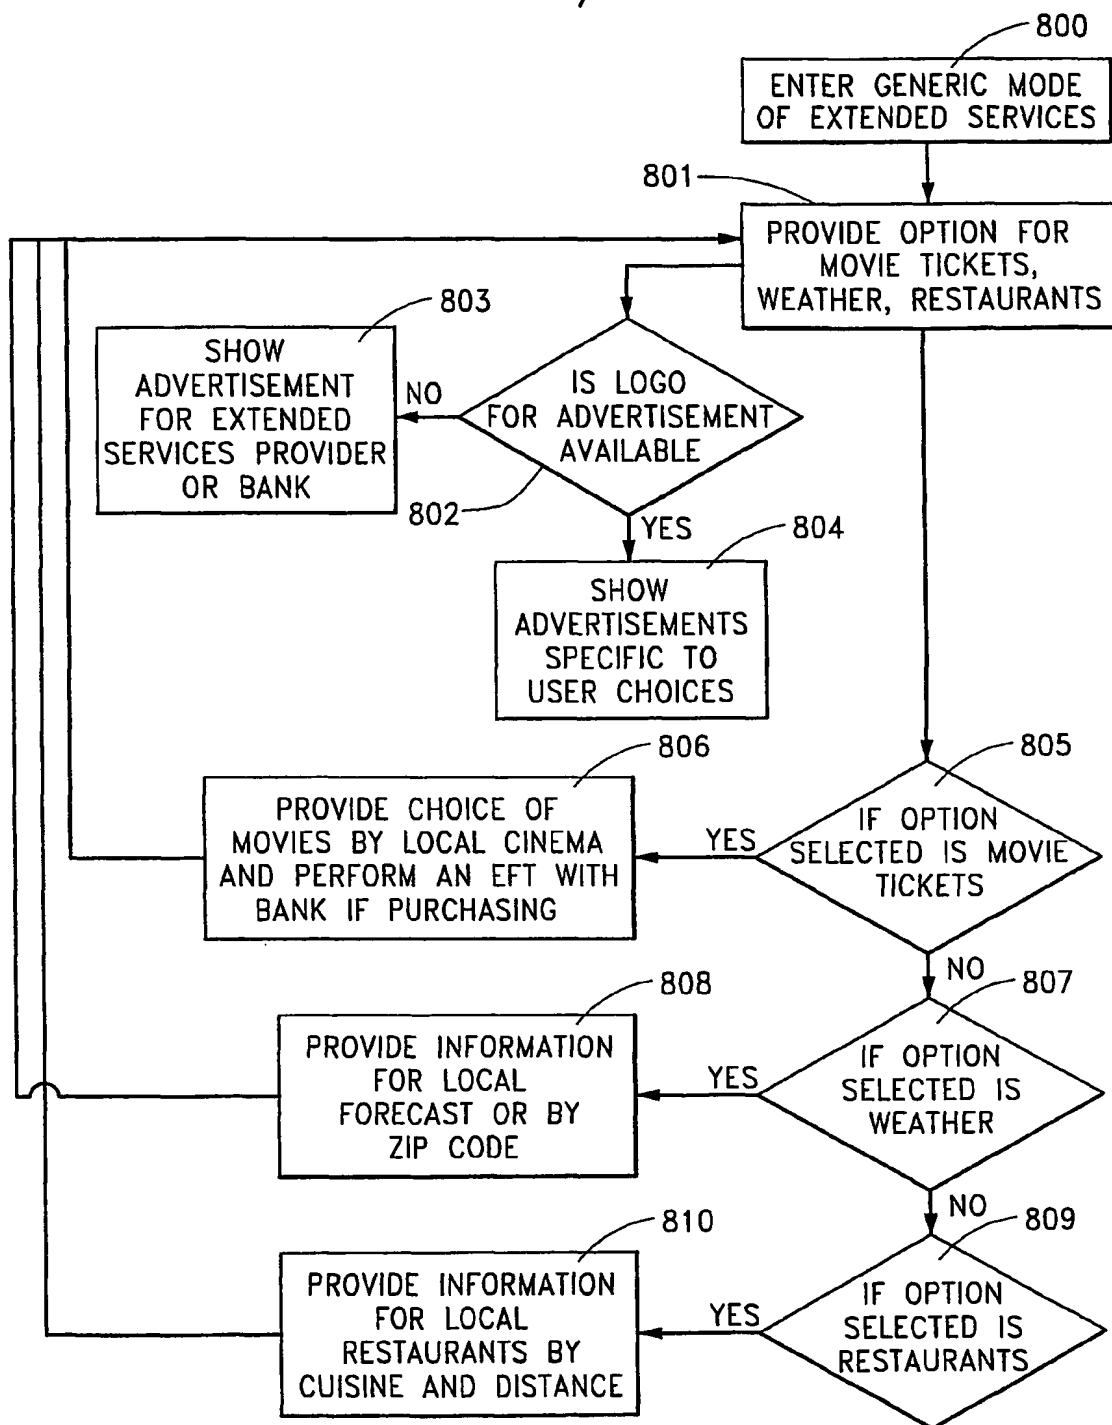 800
ENTER GENERIC MODE
OF EXTENDED SERVICES
801
PROVIDE OPTION FOR
MOVIE TICKETS,
WEATHER, RESTAURANTS
803
SHOW
ADVERTISEMENT
FOR EXTENDED
SERVICES PROVIDER
OR BANK
NO
IS LOGO
FOR ADVERTISEMENT
AVAILABLE
802
YES
804
SHOW
ADVERTISEMENTS
SPECIFIC TO
USER CHOICES
805
IF OPTION
SELECTED IS MOVIE
TICKETS
YES
806
PROVIDE CHOICE OF
MOVIES BY LOCAL CINEMA
AND PERFORM AN EFT WITH
BANK IF PURCHASING
NO
807
IF OPTION
SELECTED IS
WEATHER
YES
808
PROVIDE INFORMATION
FOR LOCAL
FORECAST OR BY
ZIP CODE
NO
809
IF OPTION
SELECTED IS
RESTAURANTS
YES
810
PROVIDE INFORMATION
FOR LOCAL
RESTAURANTS BY
CUISINE AND DISTANCE